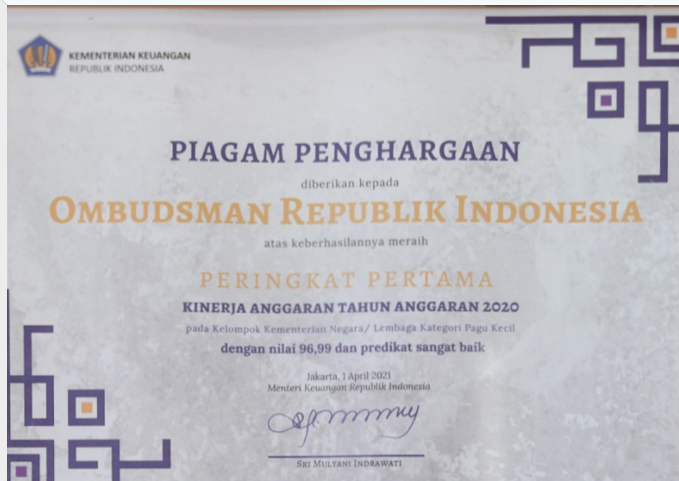 KEMENTERIAN KEUANGAN
REPUBLIK INDONESIA
PIAGAM PENGHARGAAN
diberikan kepada
OMBUDSMAN REPUBLIK INDONESIA
atas keberhasilannya meraih
PERINGKAT PERTAMA
KINERJA ANGGARAN TAHUN ANGGARAN 2020
pada Kelompok Kementerian Negara/ Lembaga Kategori Pagu Kecil
dengan nilai 96,99 dan predikat sangat baik
Jakarta, 1 April 2021
Menteri Keuangan Republik Indonesia
SRI MULYANI INDRAWATI